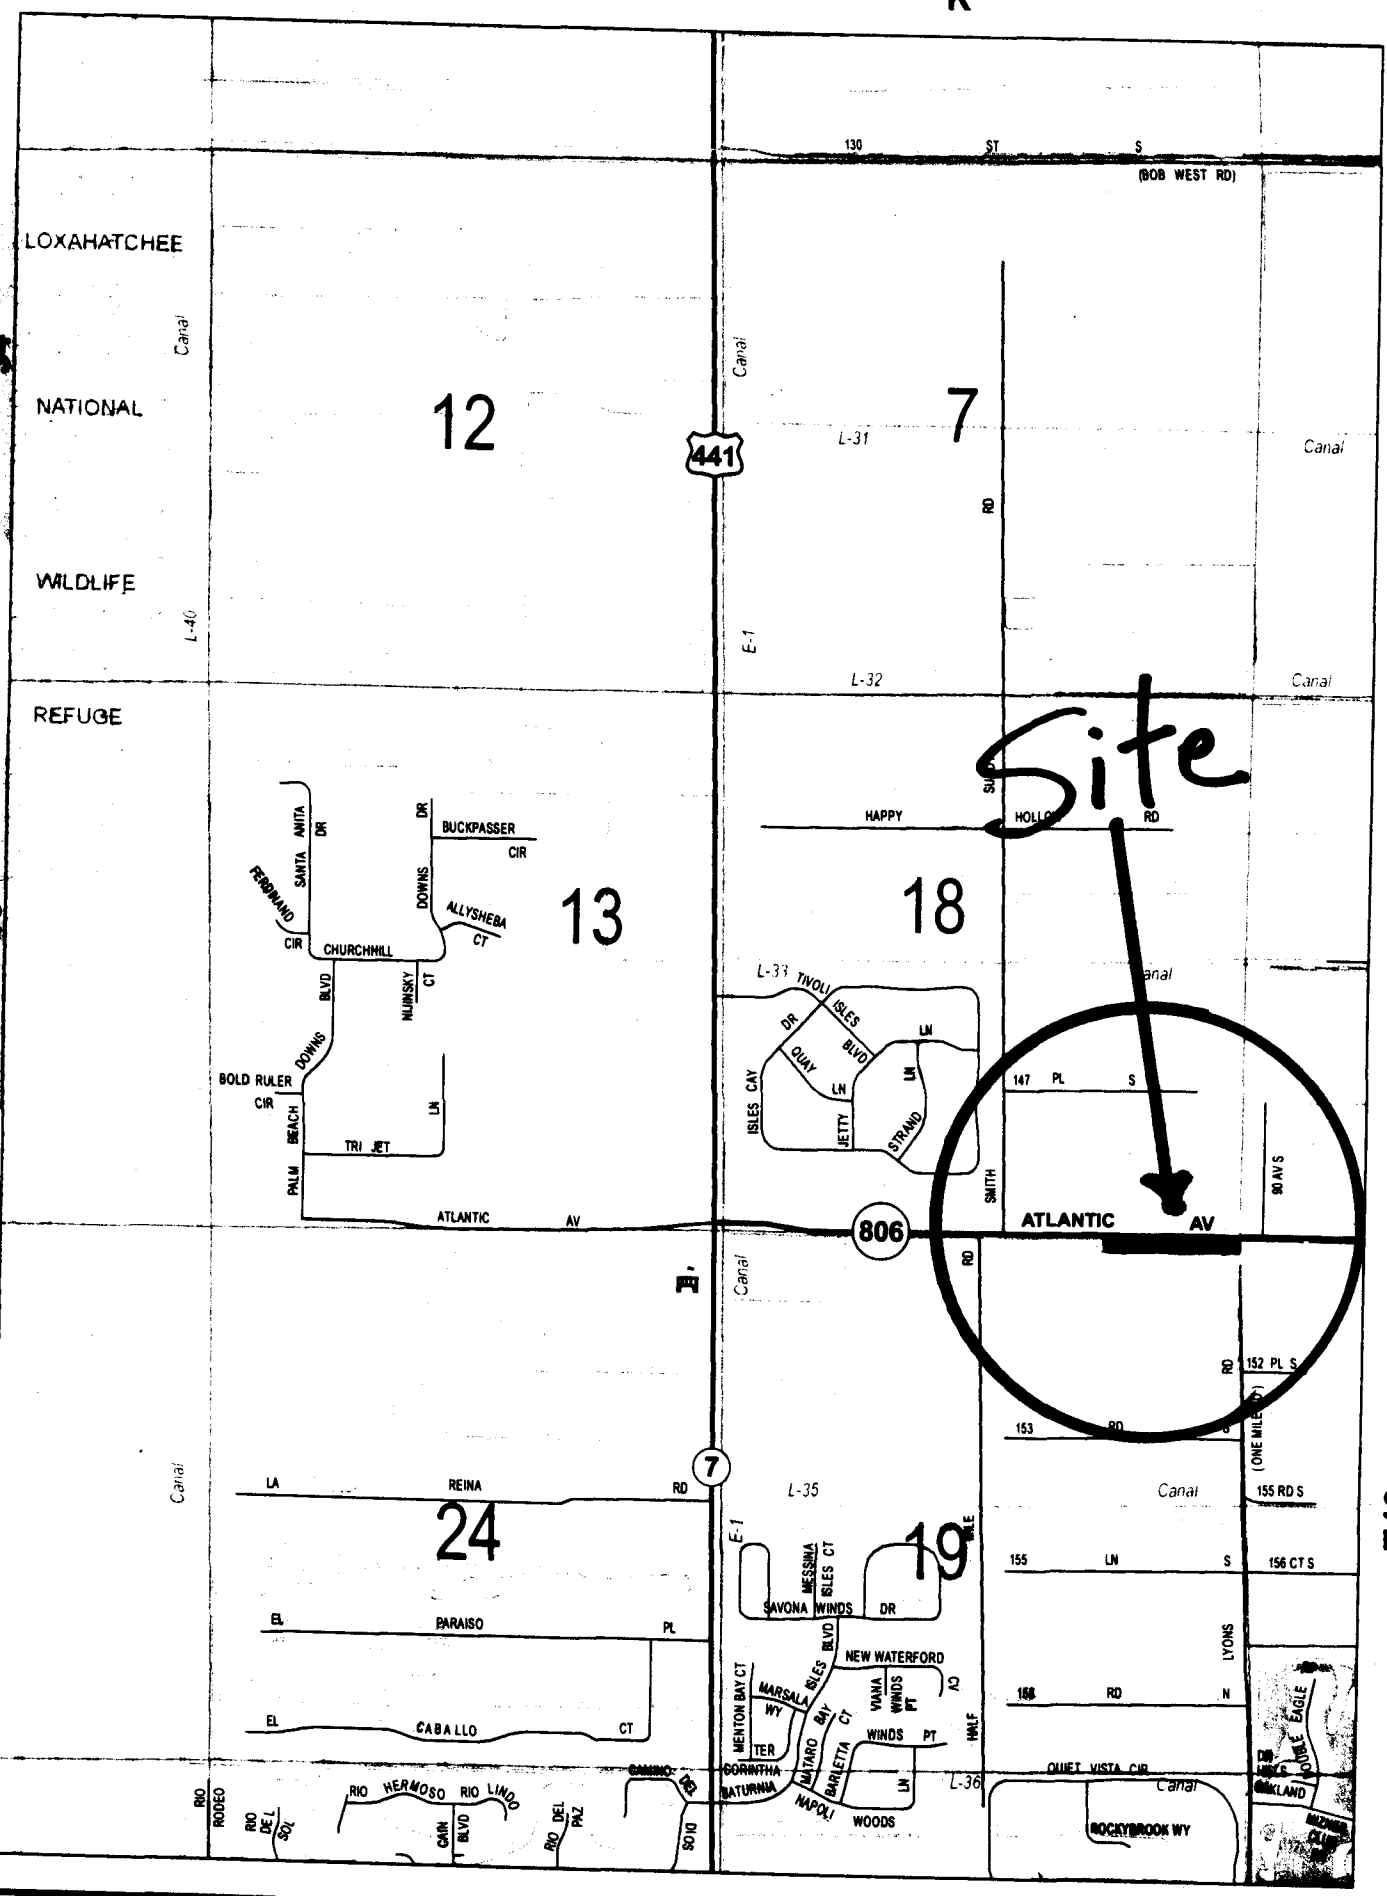 K
130 ST S
(BOB WEST RD)
LOXAHATCHEE
Canal
Canal
NATIONAL
12
7
441
L-31
Canal
RD
WILDLIFE
L-40
E-1
L-32
Canal
REFUGE
Site
HAPPY
RD
SANTA ANITA
DR
DOWNS
DR
BUCKPASSER
CIR
FERDINAND
CIR
ALLYSHEBA
CT
13
18
CHURCHHILL
BLVD
NIJINSKY
CT
L-33
TIVOLI
ISLES
BLVD
DR
QUAY
LN
LN
LN
ISLES CAY
JETTY
STRAND
DOWNS
BOLD RULER
CIR
BEACH
PALM
TRI JET
LN
147 PL S
SMITH
90 AV S
ATLANTIC AV
806
ATLANTIC AV
RD
Canal
RD
152 PL S
153 RD
(ONE MILE
Canal
7
LA REINA RD
L-35
Canal
155 RD S
24
19
E-1
MESSINA
ISLES CT
155 LN S
156 CT S
SAVONA WINDS DR
EL PARAISO PL
BLVD
ISLES
NEW WATERFORD
CV
LYONS
MENTON BAY CT
MARSALA
WY
VIANA
WINDS
PT
RD N
DOUBLE EAGLE
EL CABALLO CT
TER
MATARO
BAY
BARLETTA
CT
WINDS PT
HALF
CORINTHA
SATURNIA
CAMINO DEL
SOLO
L-36
QUIET VISTA CIR
Canal
OAKLAND
RIO
RODEO
RIO
DEL
SOL
RIO HERMOSO
RIO LINDO
CAIN
BLVD
RIO DEL
PAZ
NAPOLI
WOODS
LN
ROCKYBROOK WY